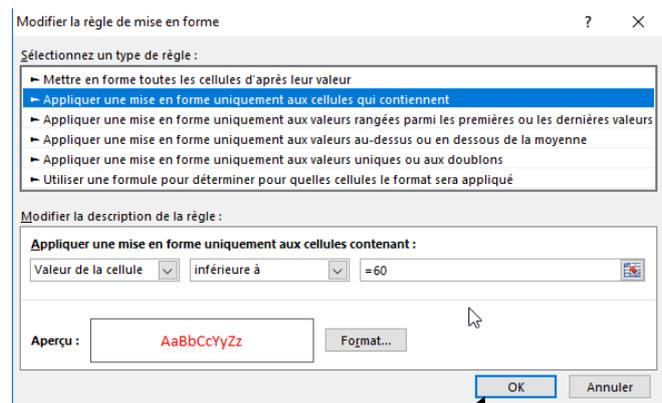 Modifier la règle de mise en forme ? ×
Sélectionnez un type de règle :
► Mettre en forme toutes les cellules d'après leur valeur
► Appliquer une mise en forme uniquement aux cellules qui contiennent
► Appliquer une mise en forme uniquement aux valeurs rangées parmi les premières ou les dernières valeurs
► Appliquer une mise en forme uniquement aux valeurs au-dessus ou en dessous de la moyenne
► Appliquer une mise en forme uniquement aux valeurs uniques ou aux doublons
► Utiliser une formule pour déterminer pour quelles cellules le format sera appliqué
Modifier la description de la règle :
Appliquer une mise en forme uniquement aux cellules contenant :
Valeur de la cellule inférieure à =60
Aperçu : AaBbCcYyZz Format...
OK Annuler